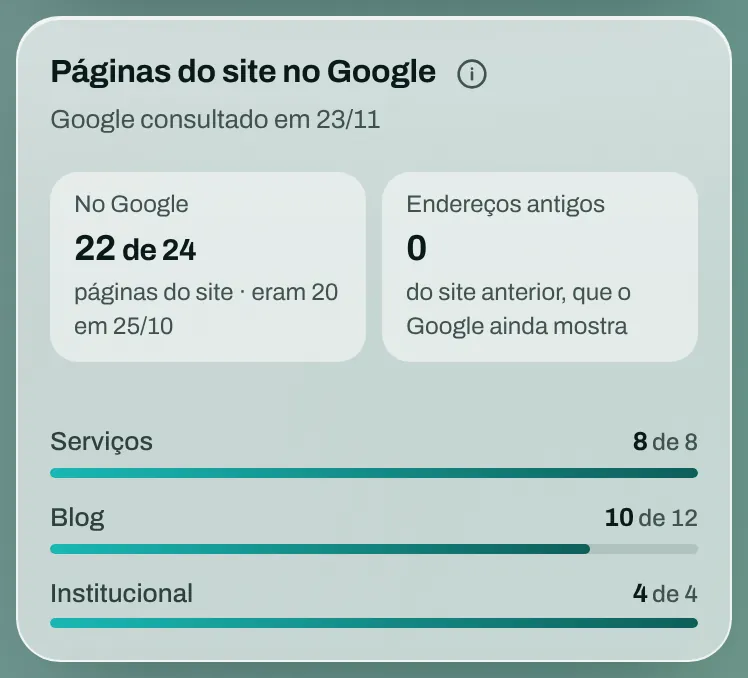 Páginas do site no Google
Google consultado em 23/11
No Google
22 de 24
páginas do site · eram 20
em 25/10
Endereços antigos
0
do site anterior, que o
Google ainda mostra
Serviços
8 de 8
Blog
10 de 12
Institucional
4 de 4